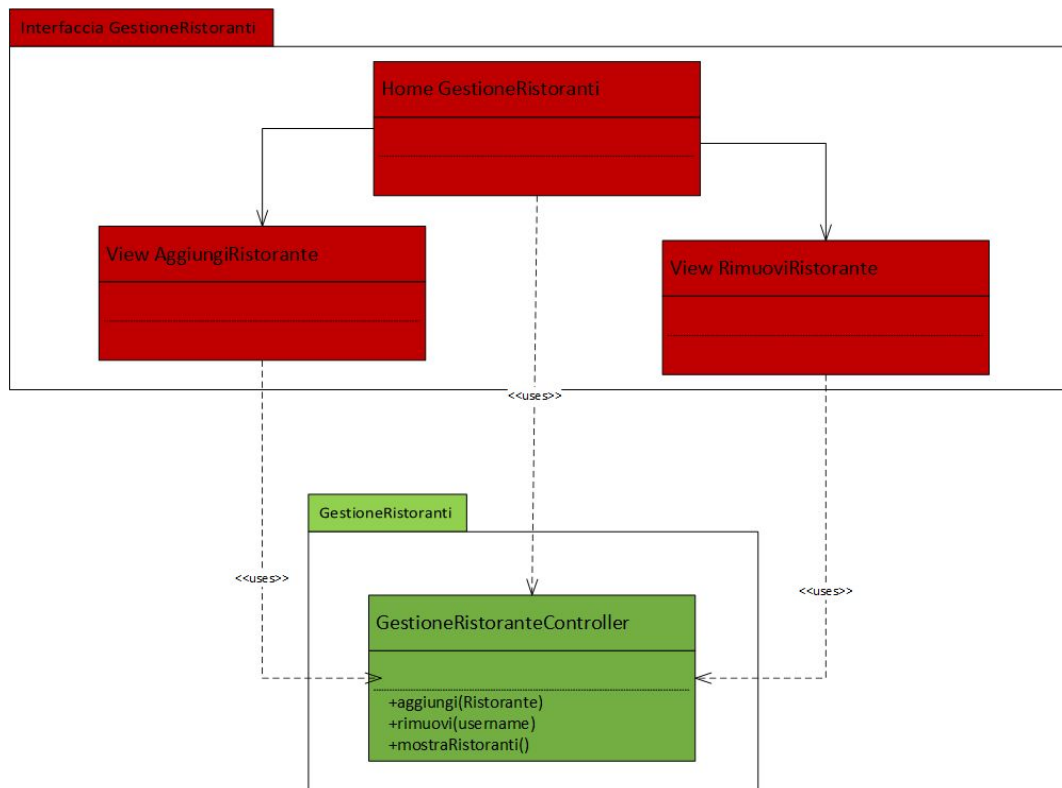 Interfaccia GestioneRistoranti
Home GestioneRistoranti
View AggiungiRistorante
View RimuoviRistorante
<<uses>>
GestioneRistoranti
<<uses>>
<<uses>>
GestioneRistoranteController
+aggiungi(Ristorante)
+rimuovi(username)
+mostraRistoranti()